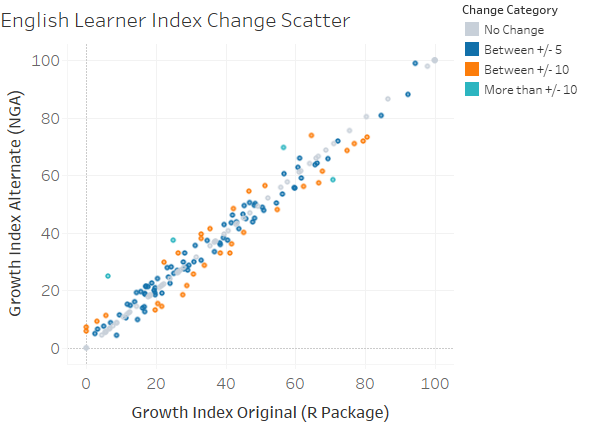 English Learner Index Change Scatter
Change Category
No Change
Between +/- 5
Between +/- 10
More than +/- 10
Growth Index Alternate (NGA)
100
80
60
40
20
0
0 20 40 60 80 100
Growth Index Original (R Package)